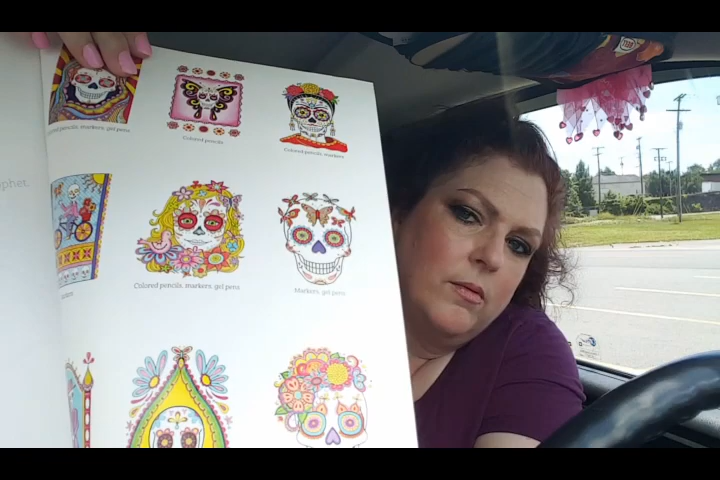 Colored pencils, markers, gel pens
Colored pencils
Colored pencils, markers
Colored pencils, markers, gel pens
Markers, gel pens